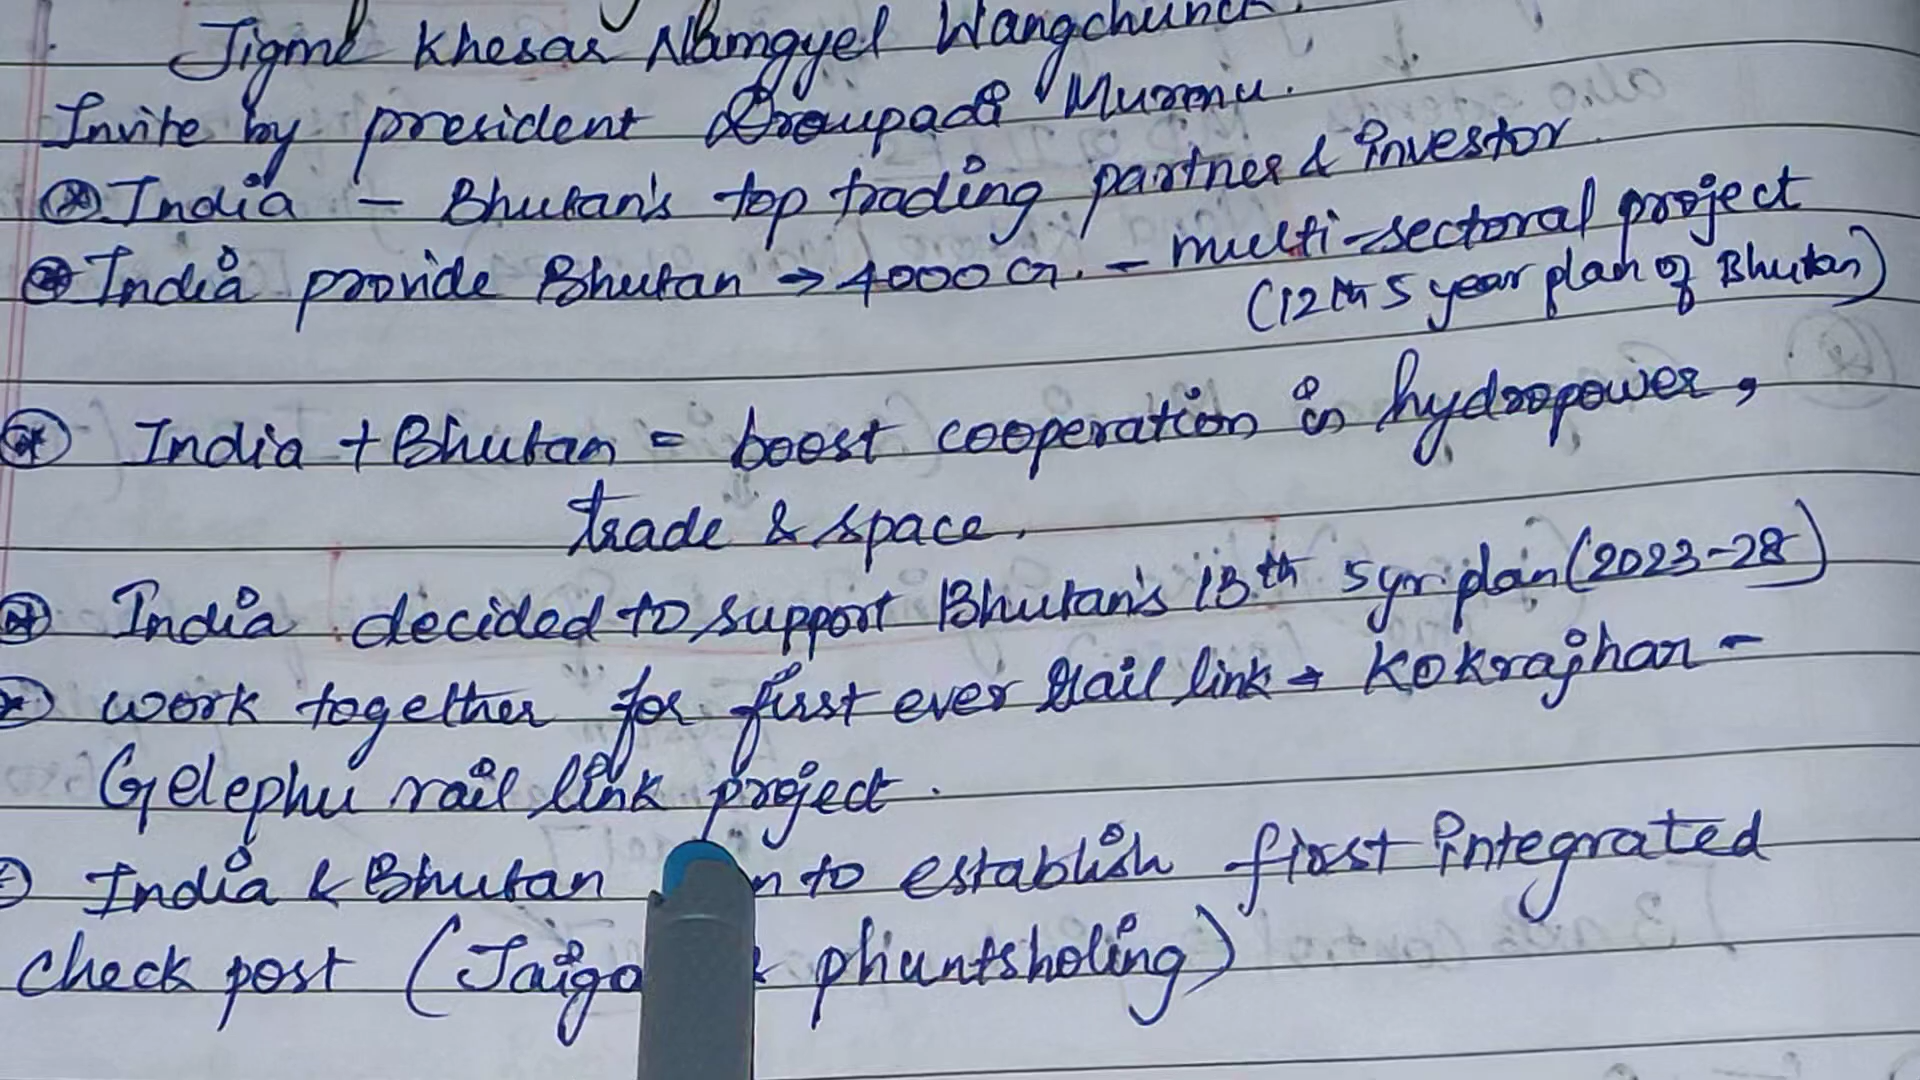 Jigme Khesar Namgyel Wangchunck.
Invite by president Droupadi Murmu.
India - Bhutan's top trading partner & investor
India provide Bhutan → 4000 cr. - multi-sectoral project
(12th 5 year plan of Bhutan)
India + Bhutan = boost cooperation in hydropower,
trade & space.
India decided to support Bhutan's 13th 5yr plan (2023-28)
work together for first ever rail link → Kokrajhar -
Gelephu rail link project.
India & Bhutan to establish first integrated
check post (Jaigo & phuntsholing)